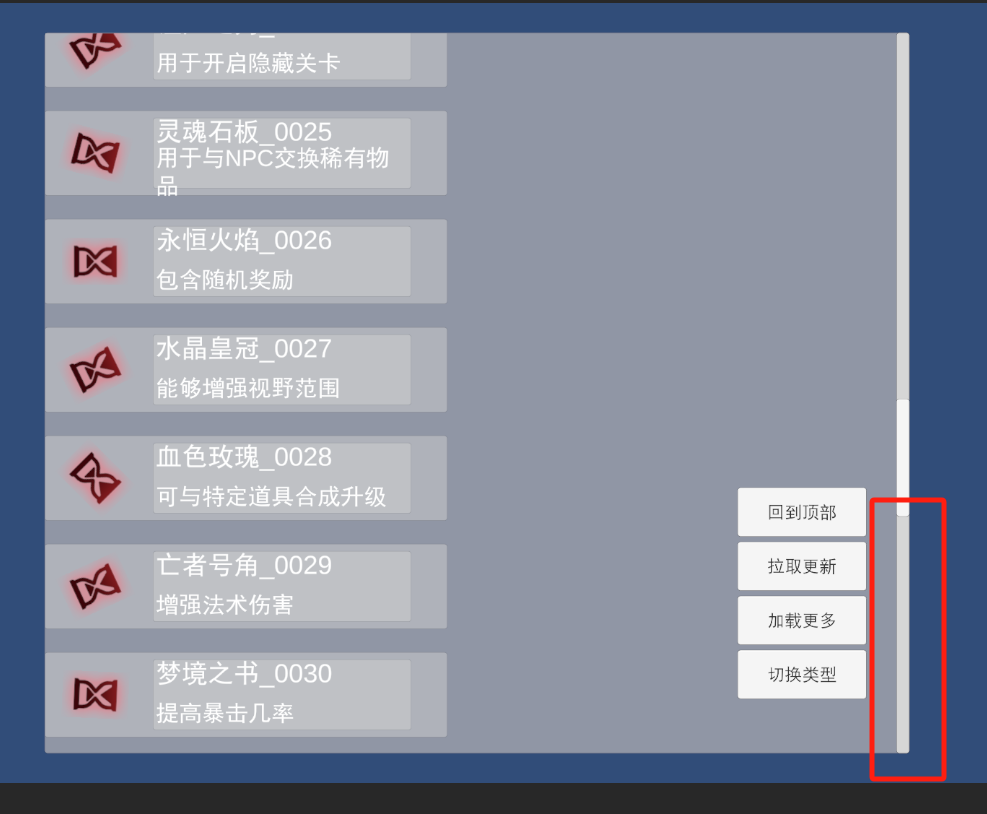 用于开启隐藏关卡
灵魂石板_0025
用于与NPC交换稀有物
品
永恒火焰_0026
包含随机奖励
水晶皇冠_0027
能够增强视野范围
血色玫瑰_0028
可与特定道具合成升级
回到顶部
拉取更新
亡者号角_0029
增强法术伤害
加载更多
梦境之书_0030
提高暴击几率
切换类型